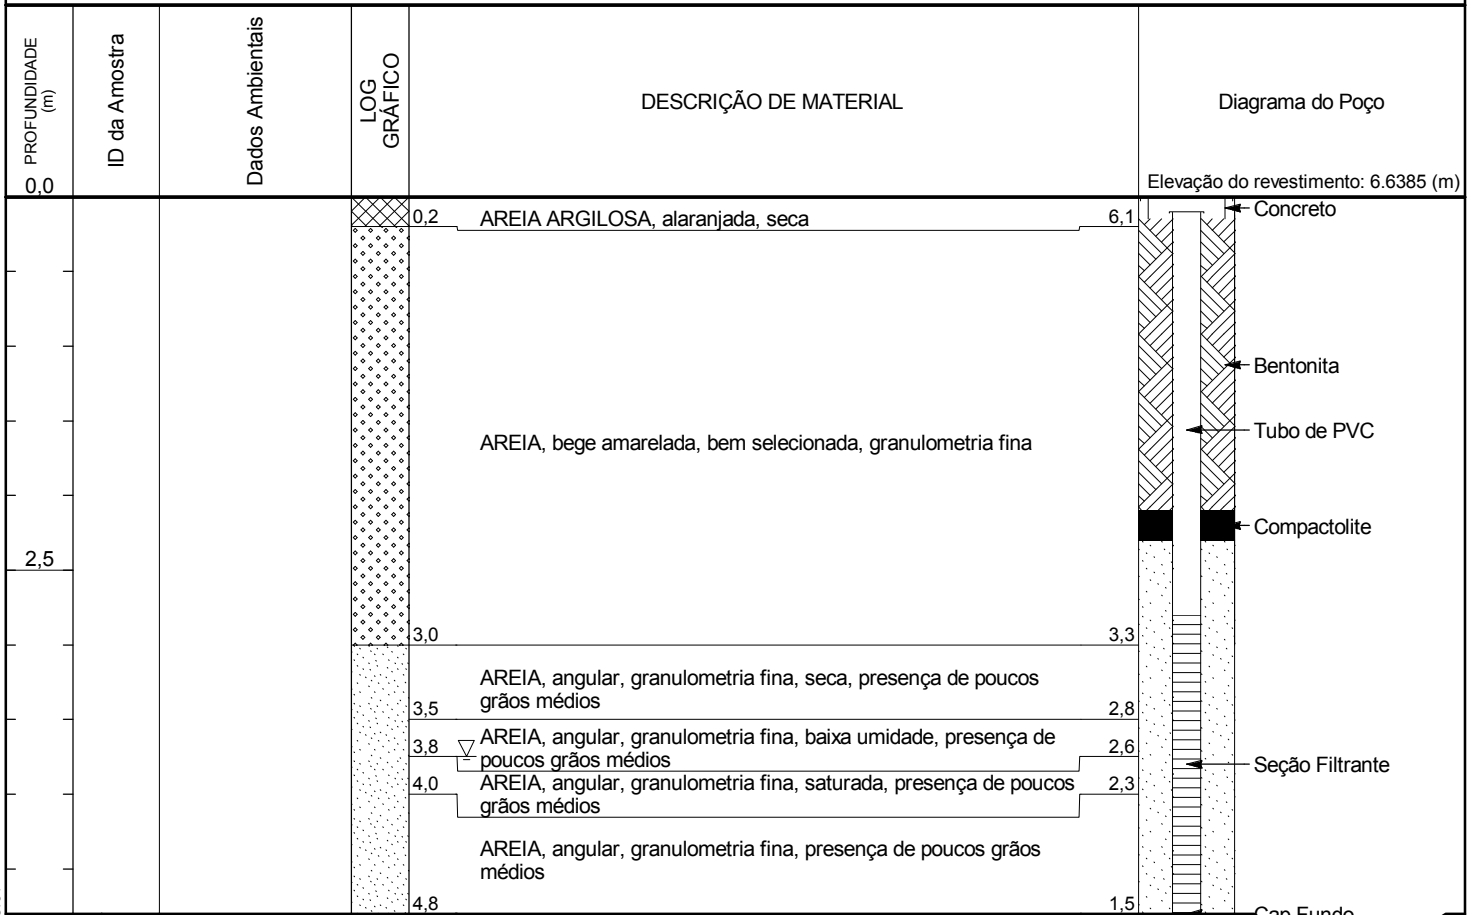 PROFUNDIDADE
(m)
0,0
ID da Amostra
Dados Ambientais
LOG
GRÁFICO
DESCRIÇÃO DE MATERIAL
Diagrama do Poço
Elevação do revestimento: 6.6385 (m)
0,2 AREIA ARGILOSA, alaranjada, seca 6,1
Concreto
Bentonita
Tubo de PVC
AREIA, bege amarelada, bem selecionada, granulometria fina
Compactolite
2,5
3,0 3,3
AREIA, angular, granulometria fina, seca, presença de poucos
grãos médios
3,5 2,8
AREIA, angular, granulometria fina, baixa umidade, presença de
poucos grãos médios
3,8 2,6
Seção Filtrante
AREIA, angular, granulometria fina, saturada, presença de poucos
grãos médios
4,0 2,3
AREIA, angular, granulometria fina, presença de poucos grãos
médios
4,8 1,5
Cap Fundo